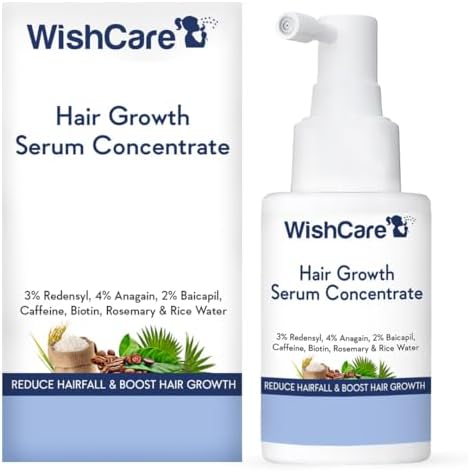 WishCare
Hair Growth
Serum Concentrate
3% Redensyl, 4% Anagain, 2% Baicapil,
Caffeine, Biotin, Rosemary & Rice Water
REDUCE HAIRFALL & BOOST HAIR GROWTH
WishCare
Hair Growth
Serum Concentrate
3% Redensyl, 4% Anagain, 2% Baicapil,
Caffeine, Biotin, Rosemary & Rice Water
REDUCE HAIRFALL & BOOST HAIR GROWTH